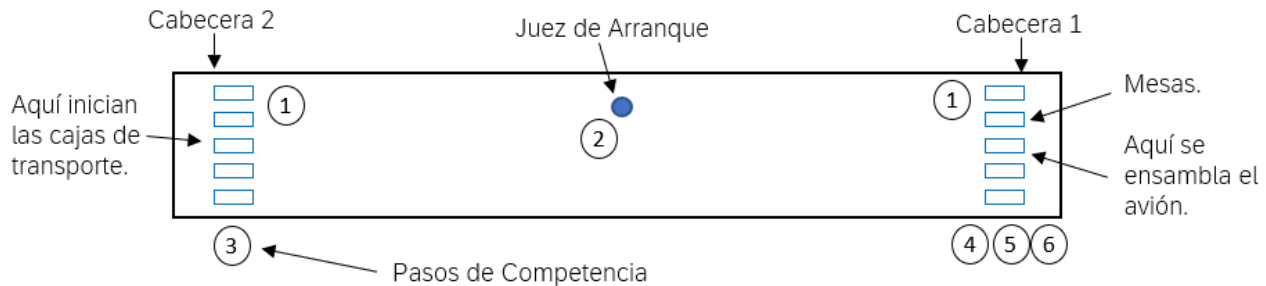 Cabecera 2
Juez de Arranque
Cabecera 1
Aquí inician
las cajas de
transporte.
1
2
1
Mesas.
Aquí se
ensambla el
avión.
3
Pasos de Competencia
4 5 6